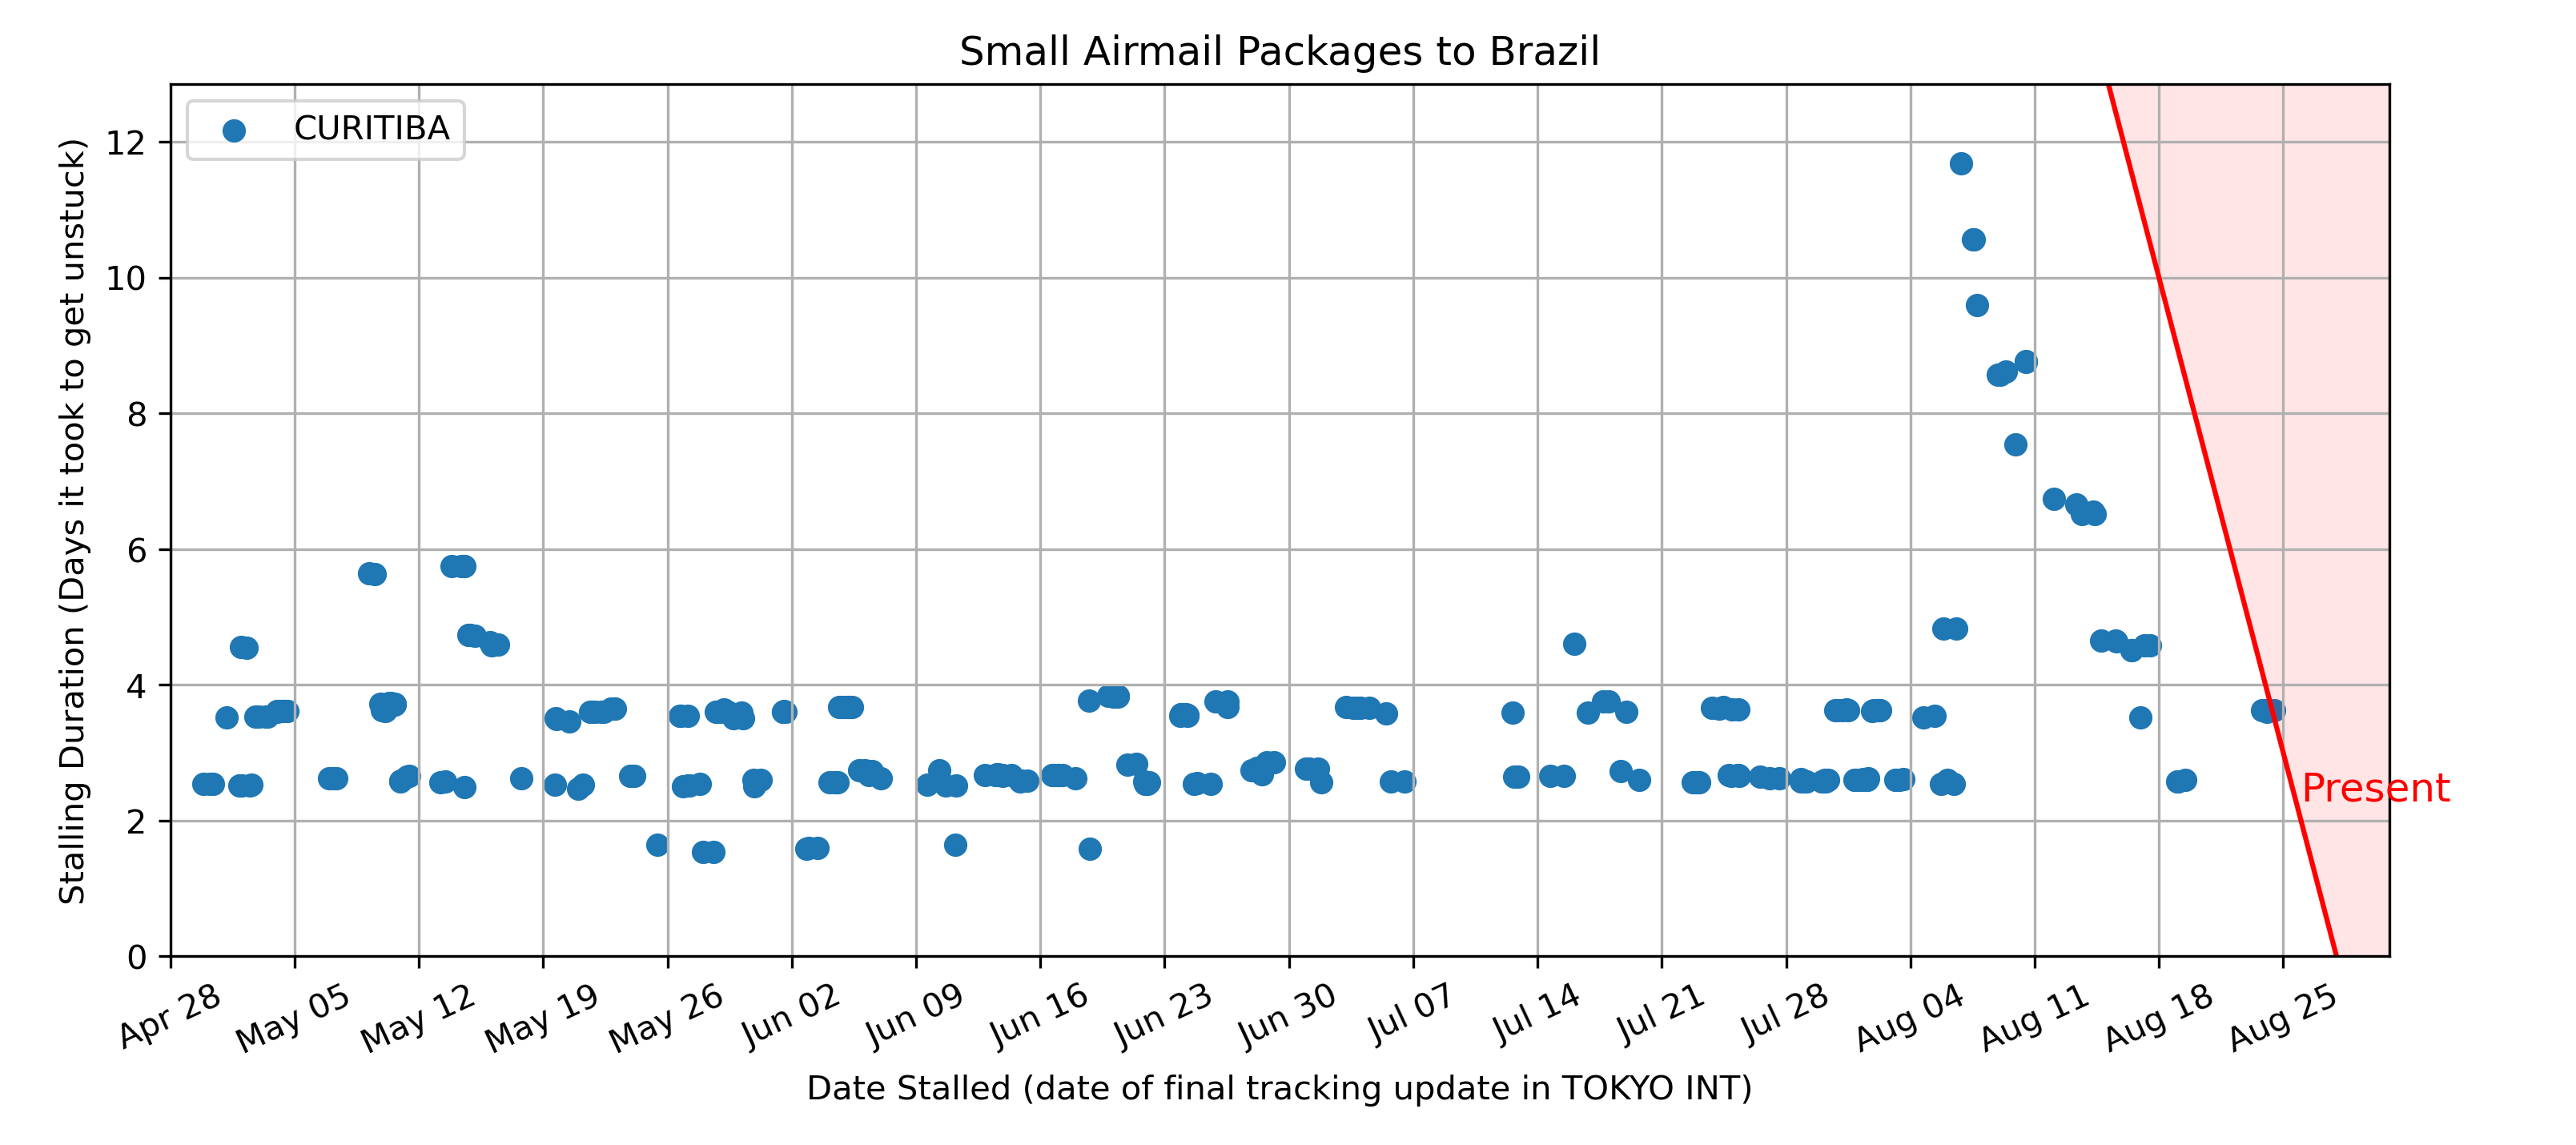 Small Airmail Packages to Brazil
CURITIBA
Stalling Duration (Days it took to get unstuck)
12
10
8
6
4
2
0
Present
Apr 28
May 05
May 12
May 19
May 26
Jun 02
Jun 09
Jun 16
Jun 23
Jun 30
Jul 07
Jul 14
Jul 21
Jul 28
Aug 04
Aug 11
Aug 18
Aug 25
Date Stalled (date of final tracking update in TOKYO INT)